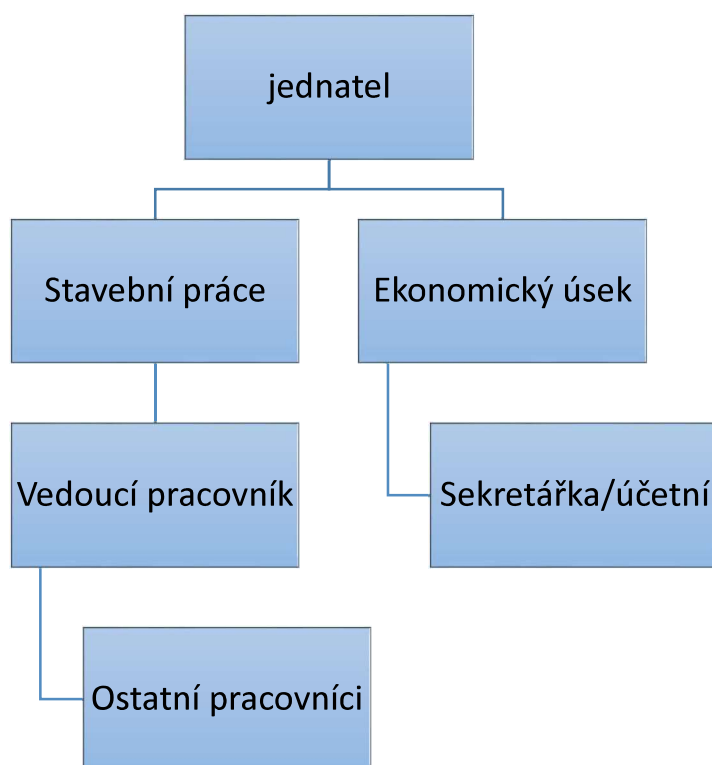 jednatel
Stavební práce
Ekonomický úsek
Vedoucí pracovník
Sekretářka/účetní
Ostatní pracovníci